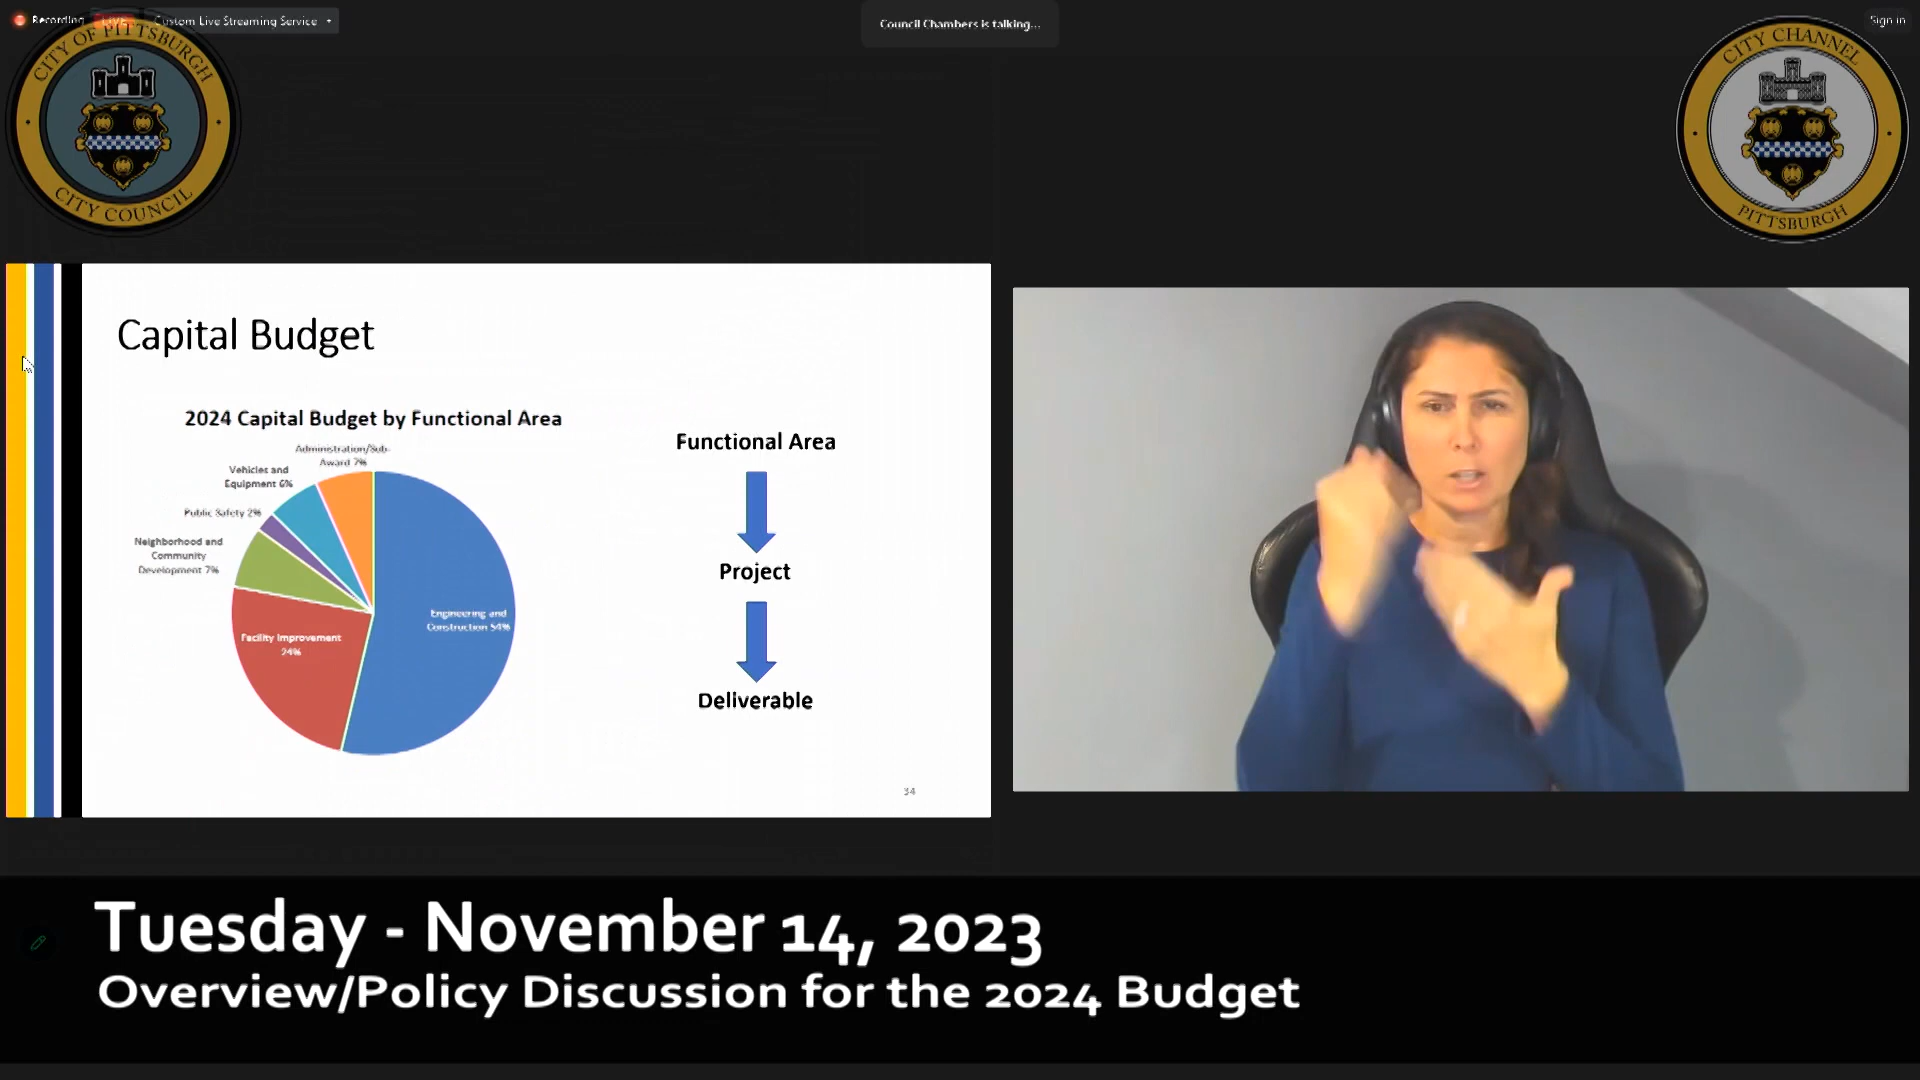 Recording
LIVE
Custom Live Streaming Service
Council Chambers is talking...
Sign in
CITY OF PITTSBURGH
CITY COUNCIL
CITY CHANNEL
PITTSBURGH
Capital Budget
2024 Capital Budget by Functional Area
Administration/Sub-
Award 7%
Vehicles and
Equipment 6%
Public Safety 2%
Neighborhood and
Community
Development 7%
Facility Improvement
24%
Engineering and
Construction 54%
Functional Area
Project
Deliverable
34
Tuesday - November 14, 2023
Overview/Policy Discussion for the 2024 Budget